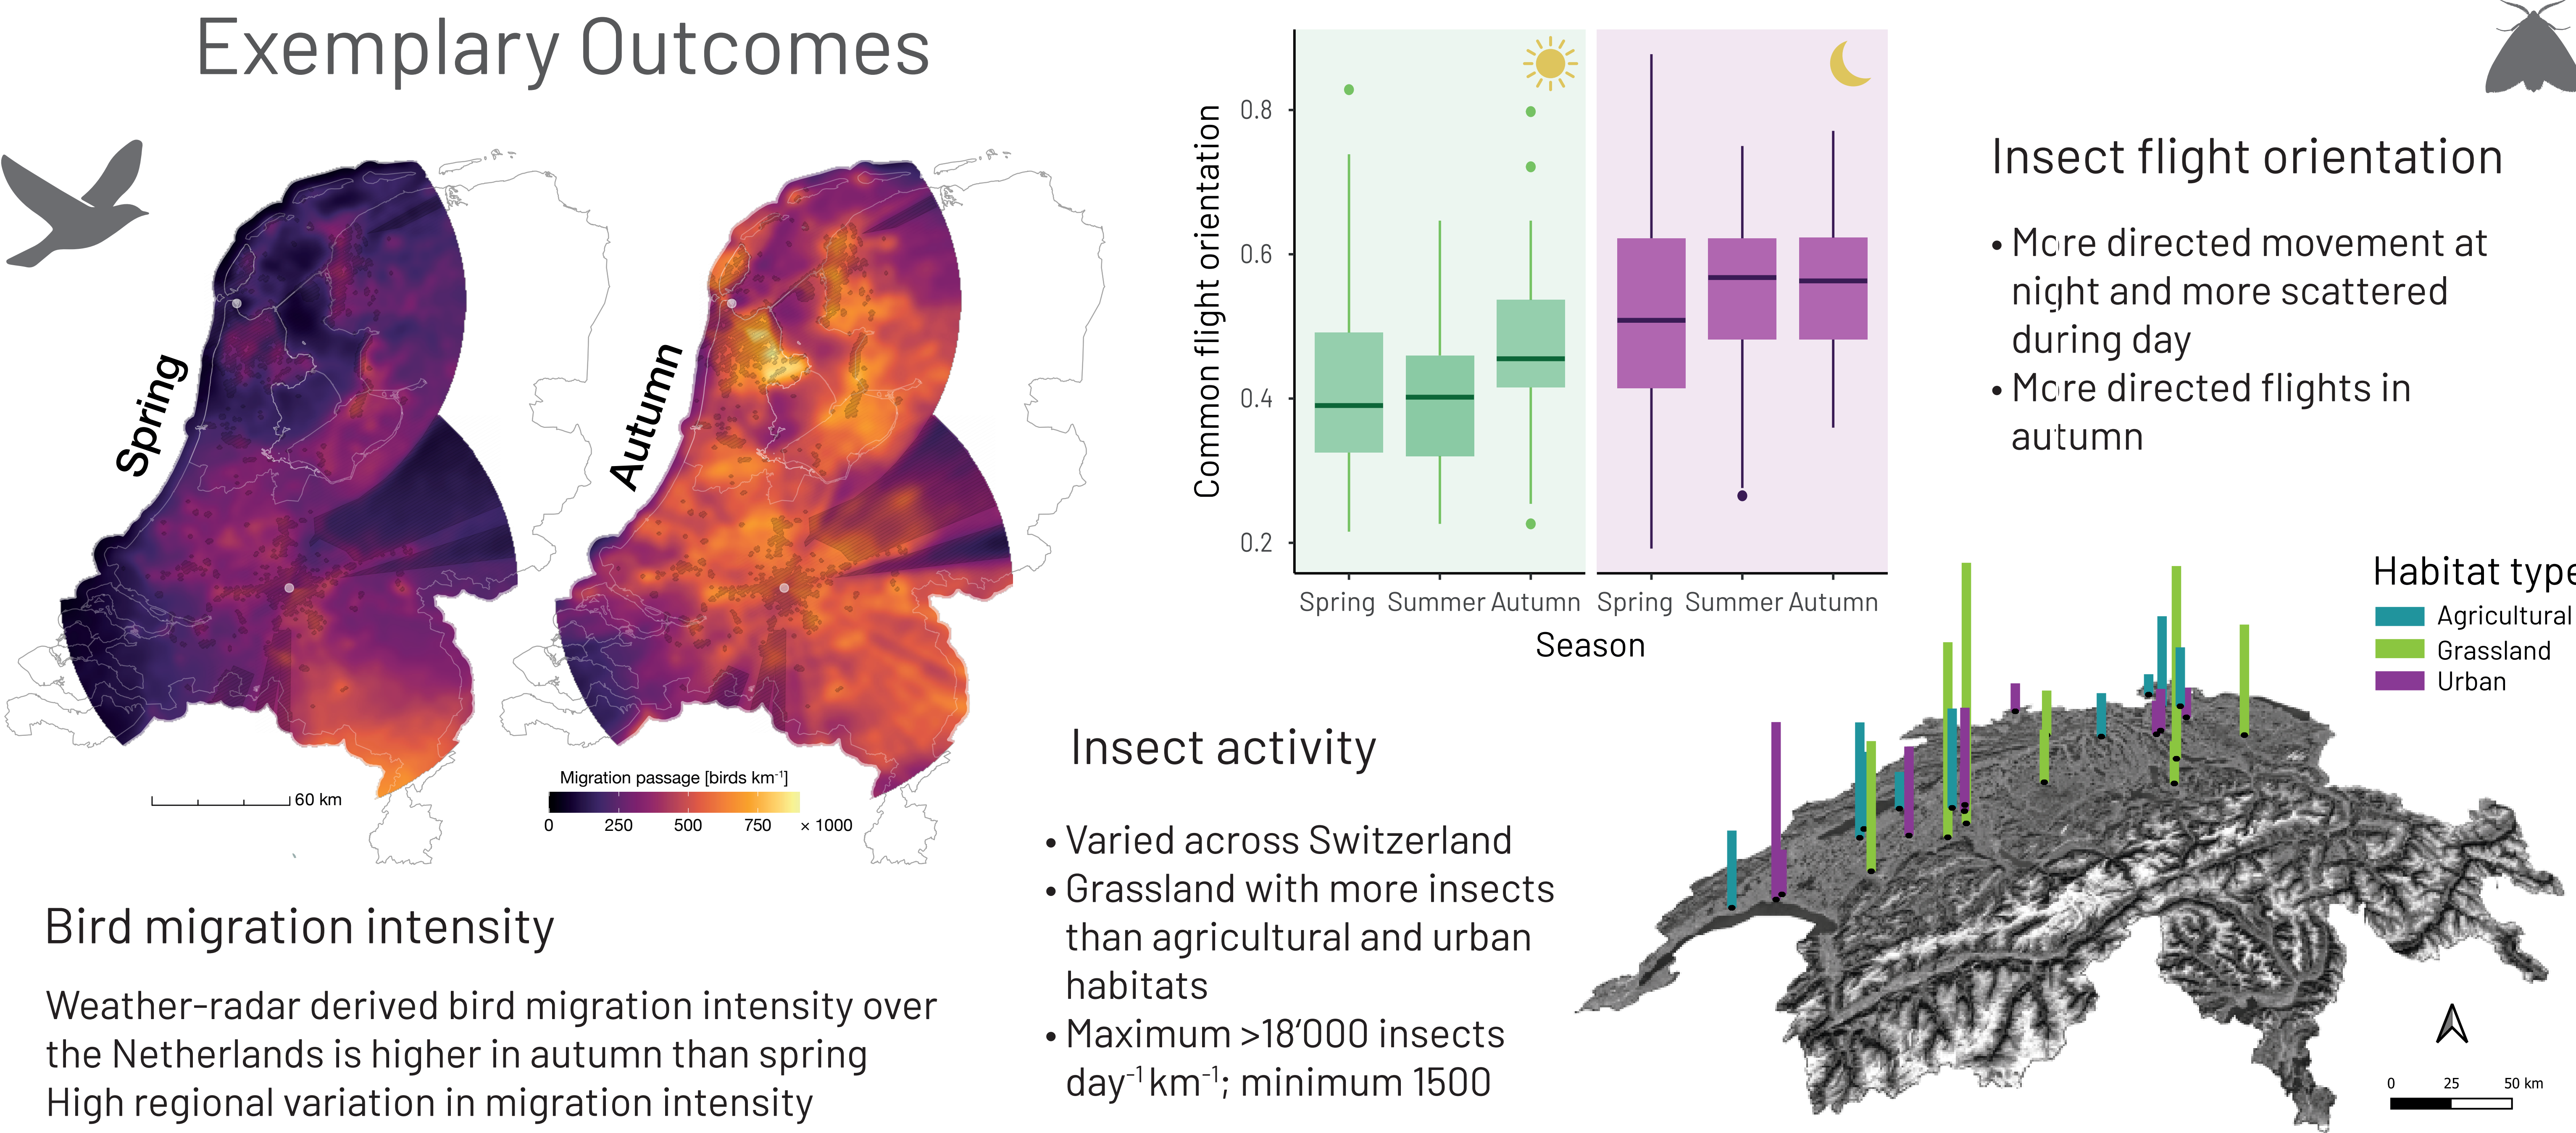 Exemplary Outcomes
Spring
Autumn
60 km
Migration passage [birds km⁻¹]
0 250 500 750 × 1000
Bird migration intensity
Weather-radar derived bird migration intensity over
the Netherlands is higher in autumn than spring
High regional variation in migration intensity
Common flight orientation
0.8
0.6
0.4
0.2
Spring Summer Autumn Spring Summer Autumn
Season
Insect flight orientation
• More directed movement at
night and more scattered
during day
• More directed flights in
autumn
Insect activity
• Varied across Switzerland
• Grassland with more insects
than agricultural and urban
habitats
• Maximum >18‘000 insects
day⁻¹ km⁻¹; minimum 1500
Habitat type
Agricultural
Grassland
Urban
0 25 50 km